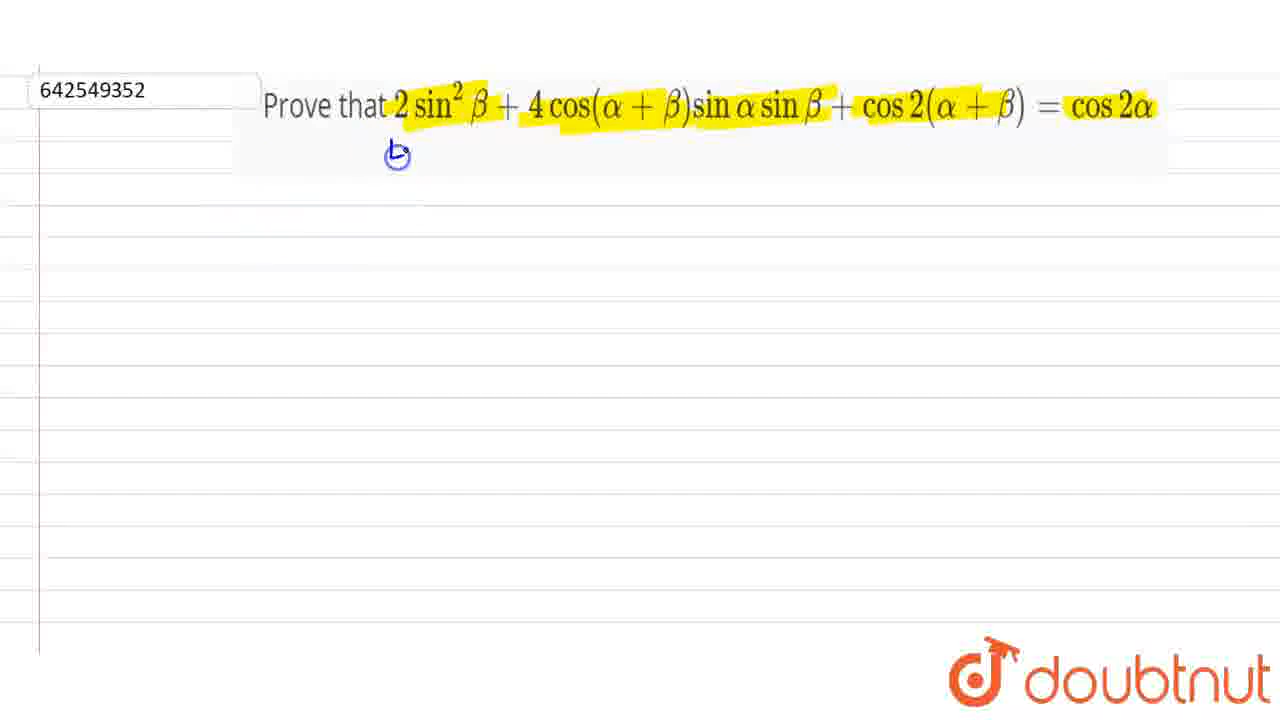 642549352
Prove that 2 sin² β + 4 cos(α + β) sin α sin β + cos 2(α + β) = cos 2α
L
doubtnut